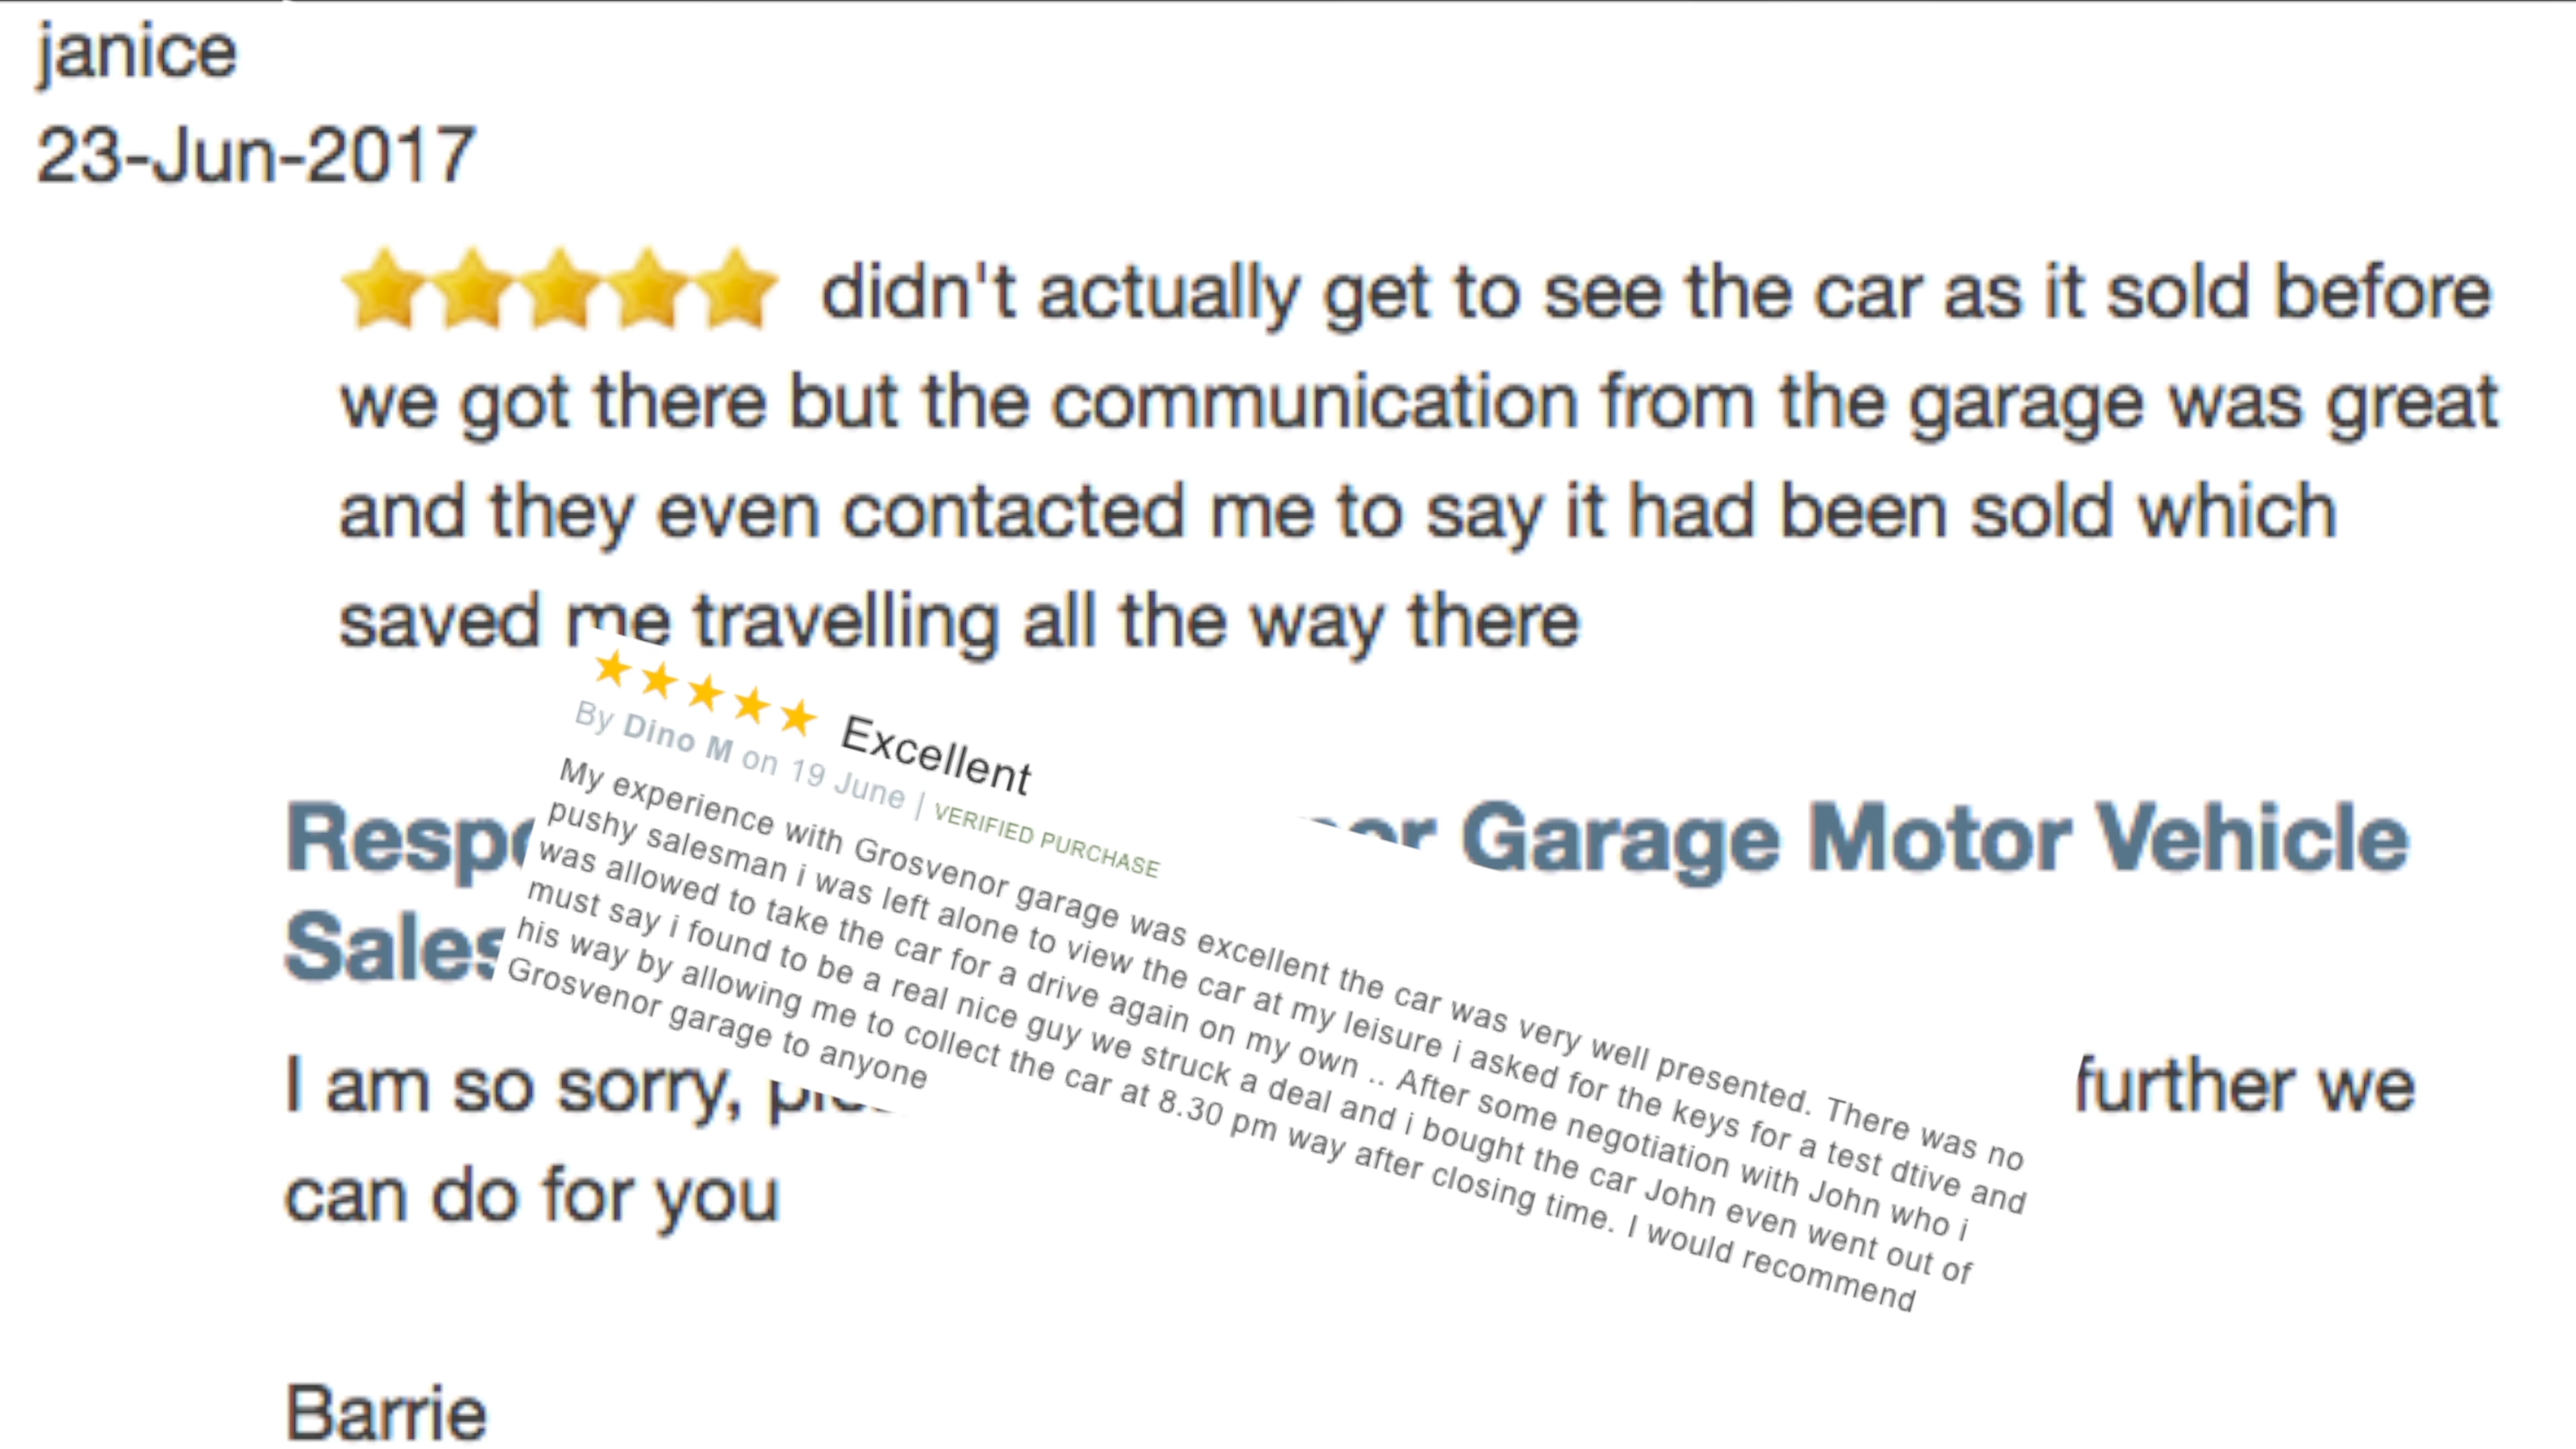 janice
23-Jun-2017
didn't actually get to see the car as it sold before
we got there but the communication from the garage was great
and they even contacted me to say it had been sold which
saved me travelling all the way there
Excellent
By Dino M on 19 June | VERIFIED PURCHASE
My experience with Grosvenor garage was excellent the car was very well presented. There was no
pushy salesman i was left alone to view the car at my leisure i asked for the keys for a test dtive and
was allowed to take the car for a drive again on my own .. After some negotiation with John who i
must say i found to be a real nice guy we struck a deal and i bought the car John even went out of
his way by allowing me to collect the car at 8.30 pm way after closing time. I would recommend
Grosvenor garage to anyone
Garage Motor Vehicle
Sales
I am so sorry, further we
can do for you
Barrie